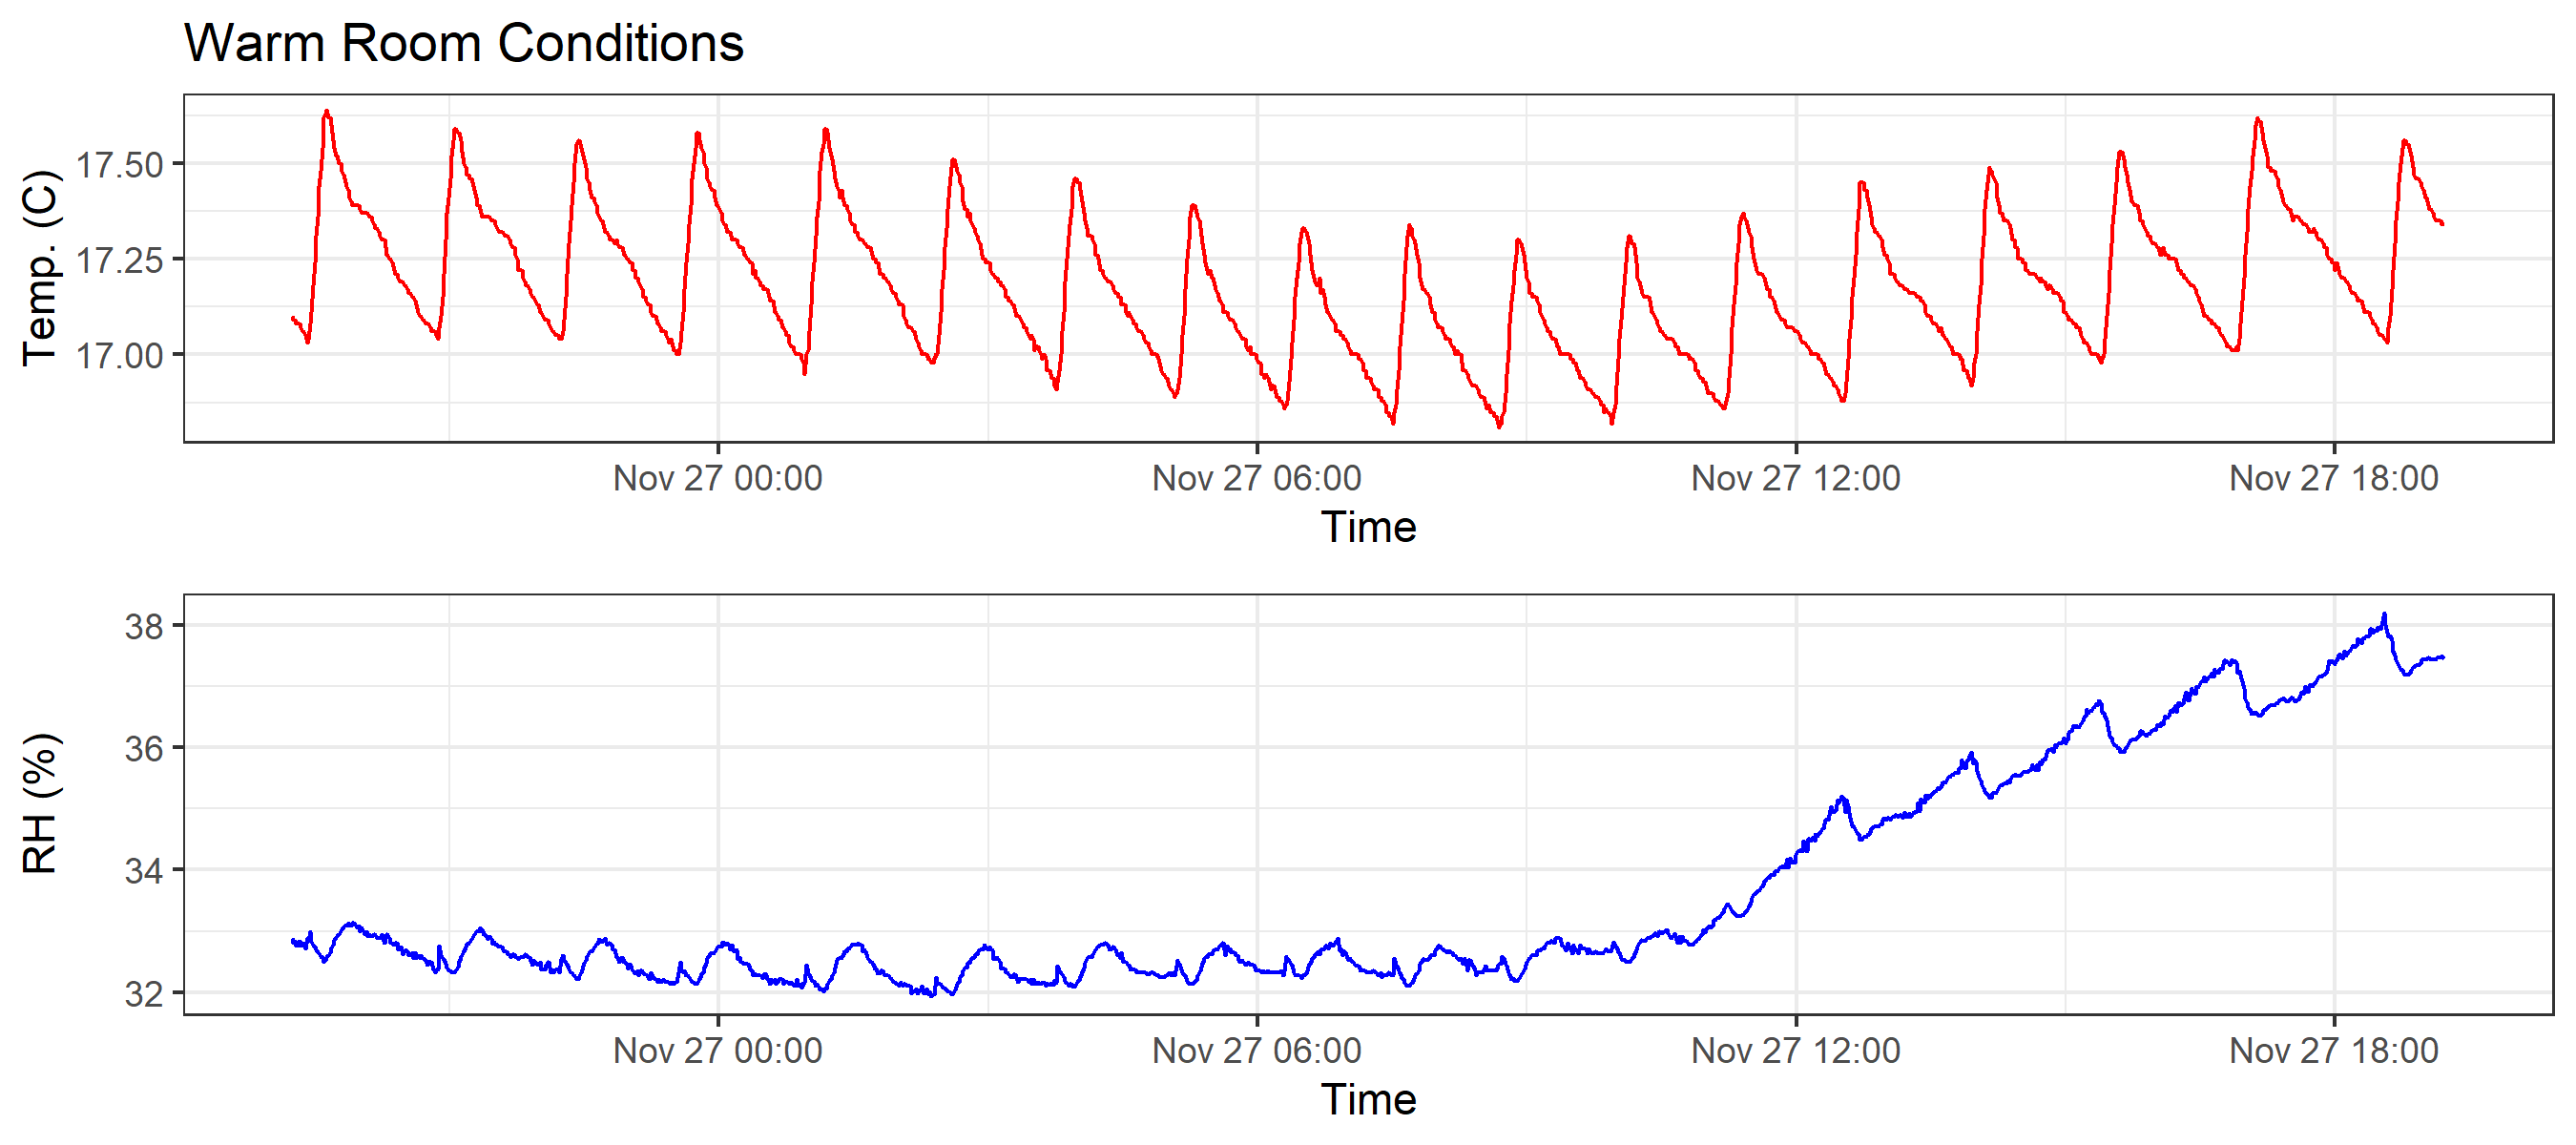 Warm Room Conditions
Temp. (C)
17.50
17.25
17.00
Nov 27 00:00 Nov 27 06:00 Nov 27 12:00 Nov 27 18:00
Time
RH (%)
38
36
34
32
Nov 27 00:00 Nov 27 06:00 Nov 27 12:00 Nov 27 18:00
Time